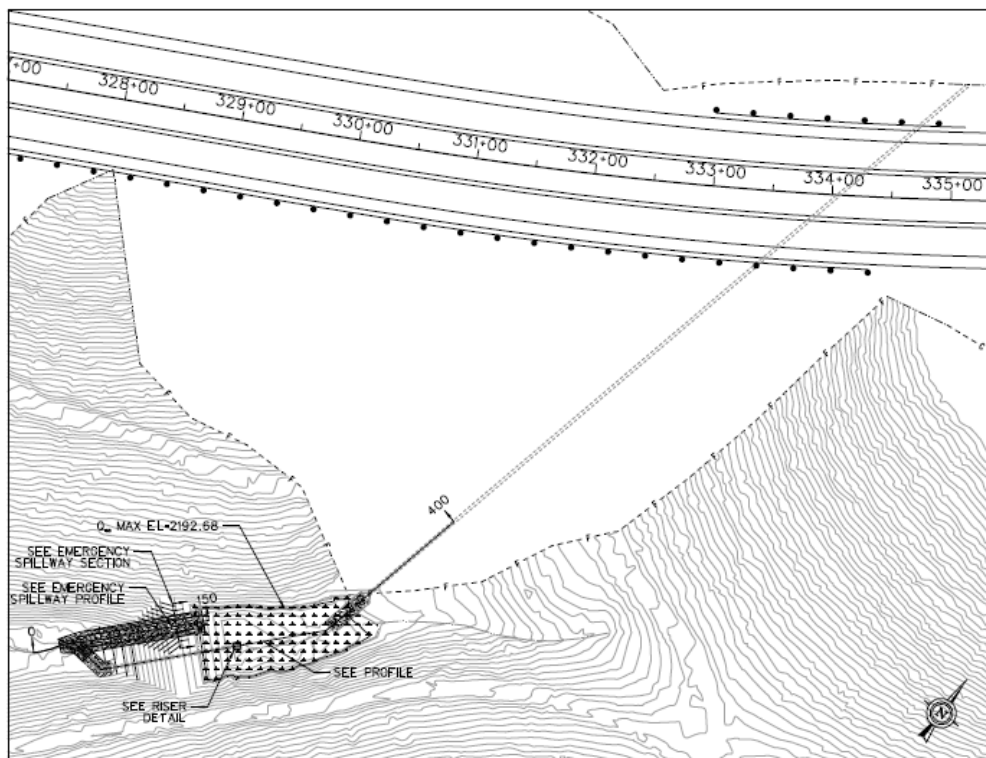 +00
328+00
329+00
330+00
331+00
332+00
333+00
334+00
335+00
F F F F
F
F
C
F
F
F
F
F
400
MAX EL=2192.68
SEE EMERGENCY
SPILLWAY SECTION
SEE EMERGENCY
SPILLWAY PROFILE
150
0
SEE PROFILE
SEE RISER
DETAIL
N